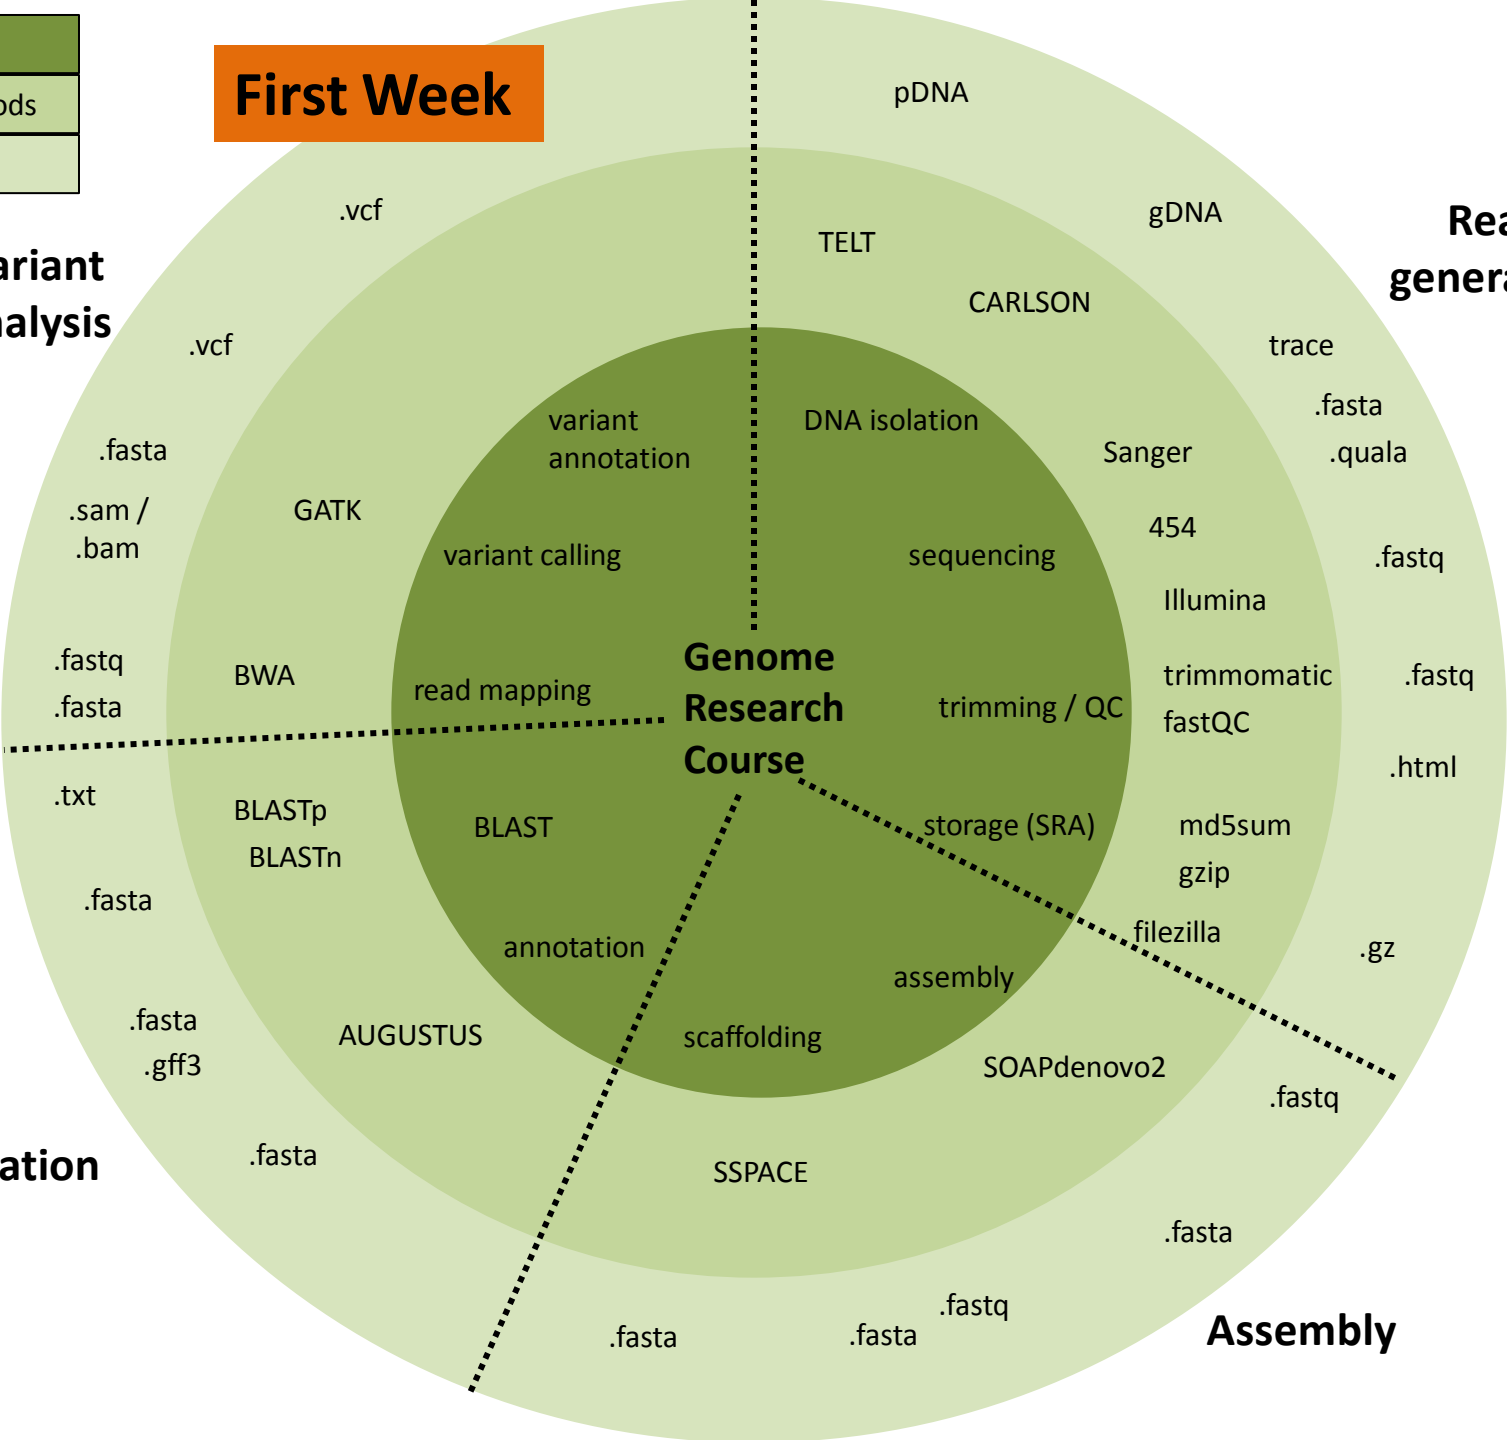 First Week
pDNA
ods
.vcf
gDNA
TELT
CARLSON
ariant
nalysis
Rea
genera
.vcf
trace
.fasta
.quala
variant
annotation
DNA isolation
.fasta
Sanger
.sam /
.bam
GATK
454
variant calling
sequencing
.fastq
Illumina
.fastq
.fasta
BWA
read mapping
Genome
Research
Course
trimming / QC
trimmomatic
fastQC
.fastq
.html
.txt
BLASTp
BLASTn
BLAST
storage (SRA)
md5sum
gzip
filezilla
.fasta
annotation
assembly
.gz
.fasta
.gff3
AUGUSTUS
scaffolding
SOAPdenovo2
.fastq
ation
.fasta
SSPACE
.fasta
.fasta
.fasta
.fastq
Assembly